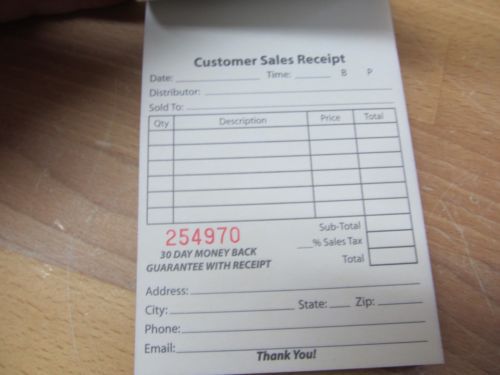 Customer Sales Receipt
Date: Time: B P
Distributor:
Sold To:
Qty Description Price Total
Sub-Total
254970
% Sales Tax
30 DAY MONEY BACK
Total
GUARANTEE WITH RECEIPT
Address:
City: State: Zip:
Phone:
Email:
Thank You!